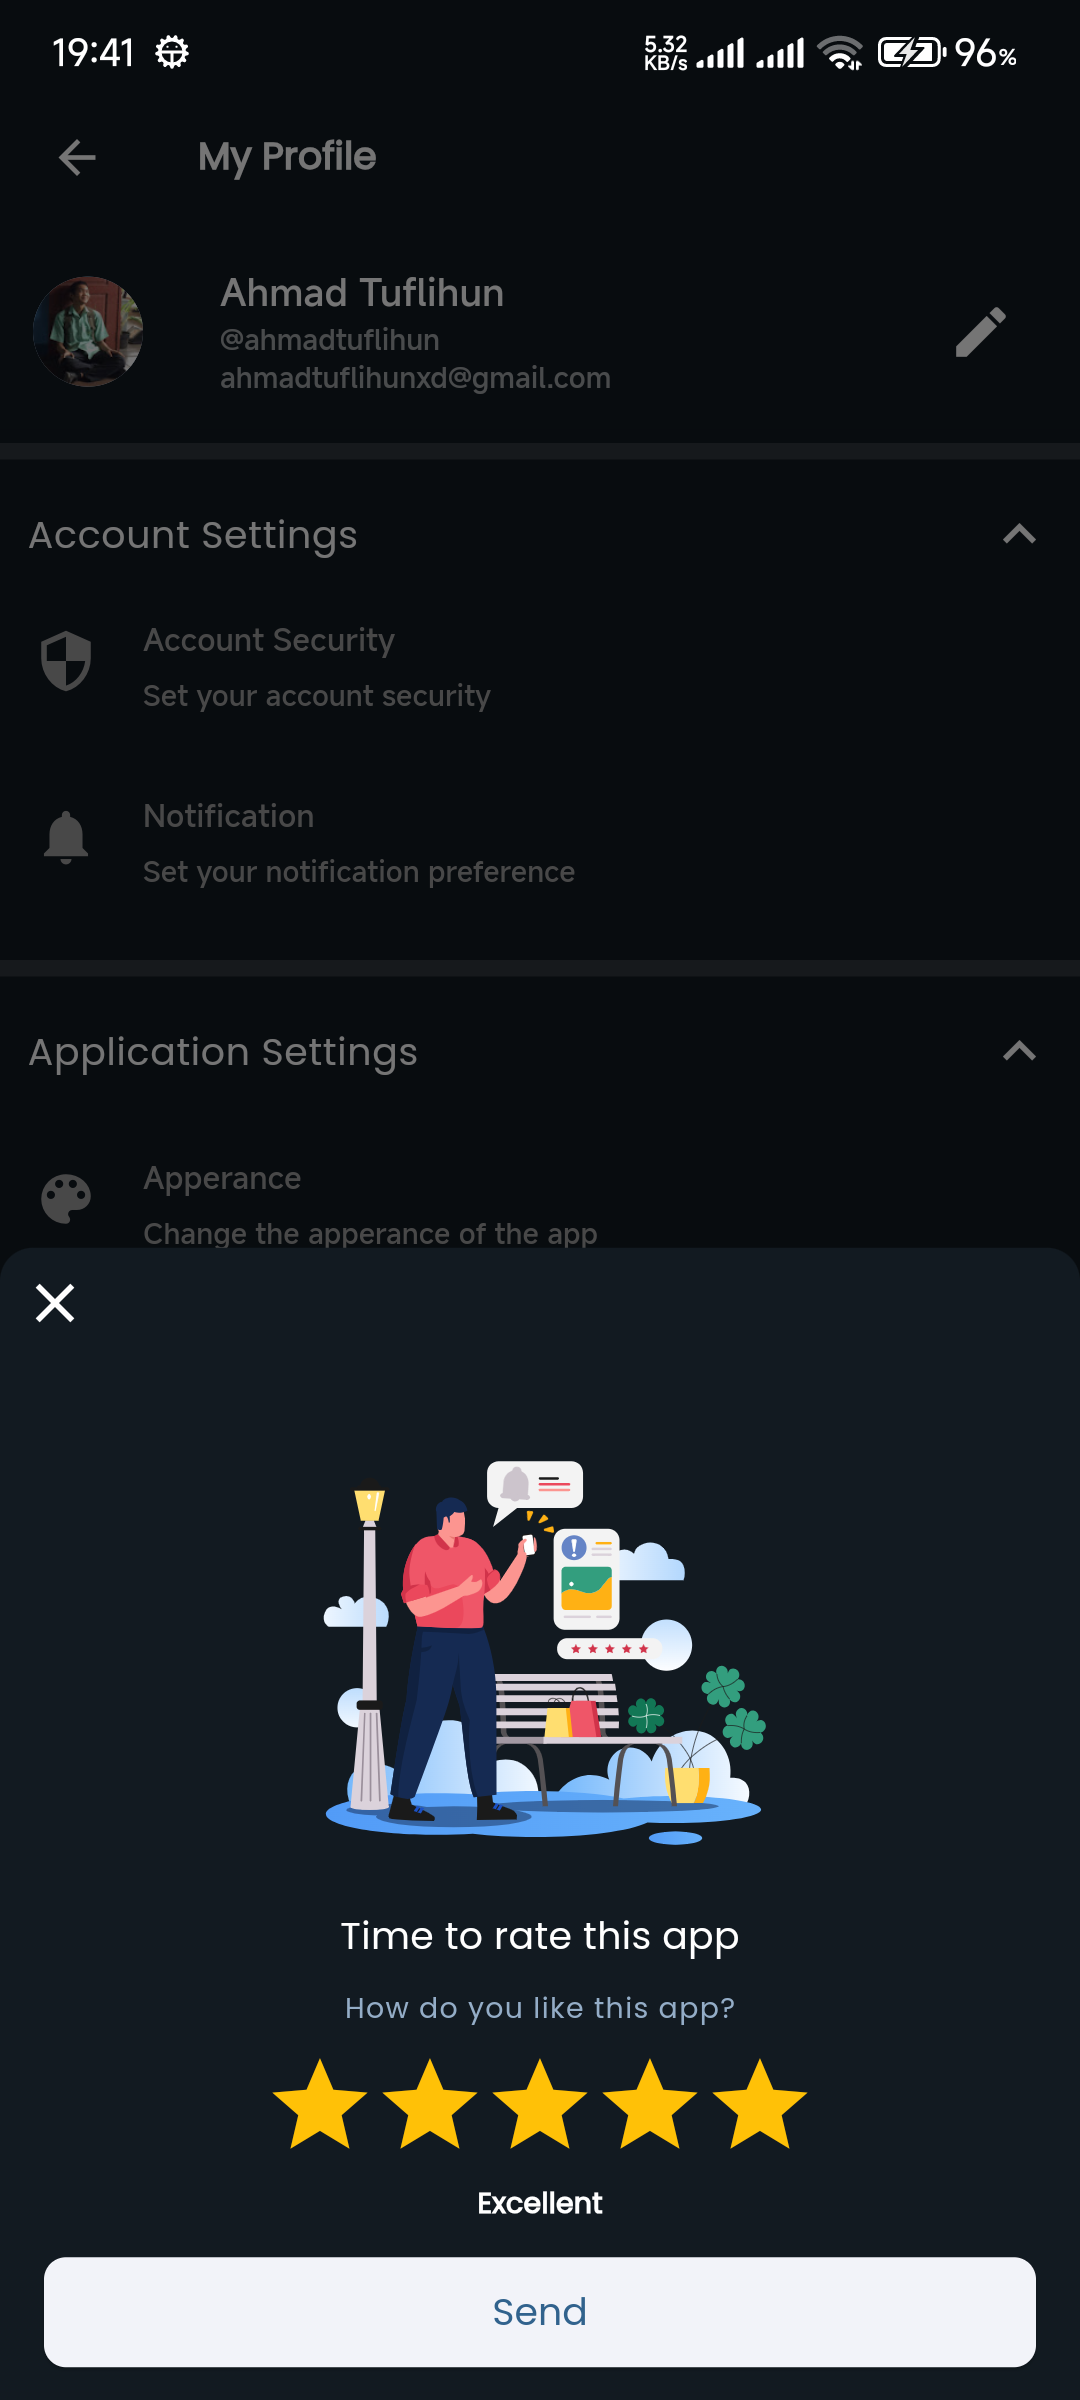 19:41
5.32
KB/s
96%
My Profile
Ahmad Tuflihun
@ahmadtuflihun
ahmadtuflihunxd@gmail.com
Account Settings
Account Security
Set your account security
Notification
Set your notification preference
Application Settings
Apperance
Change the apperance of the app
Time to rate this app
How do you like this app?
Excellent
Send